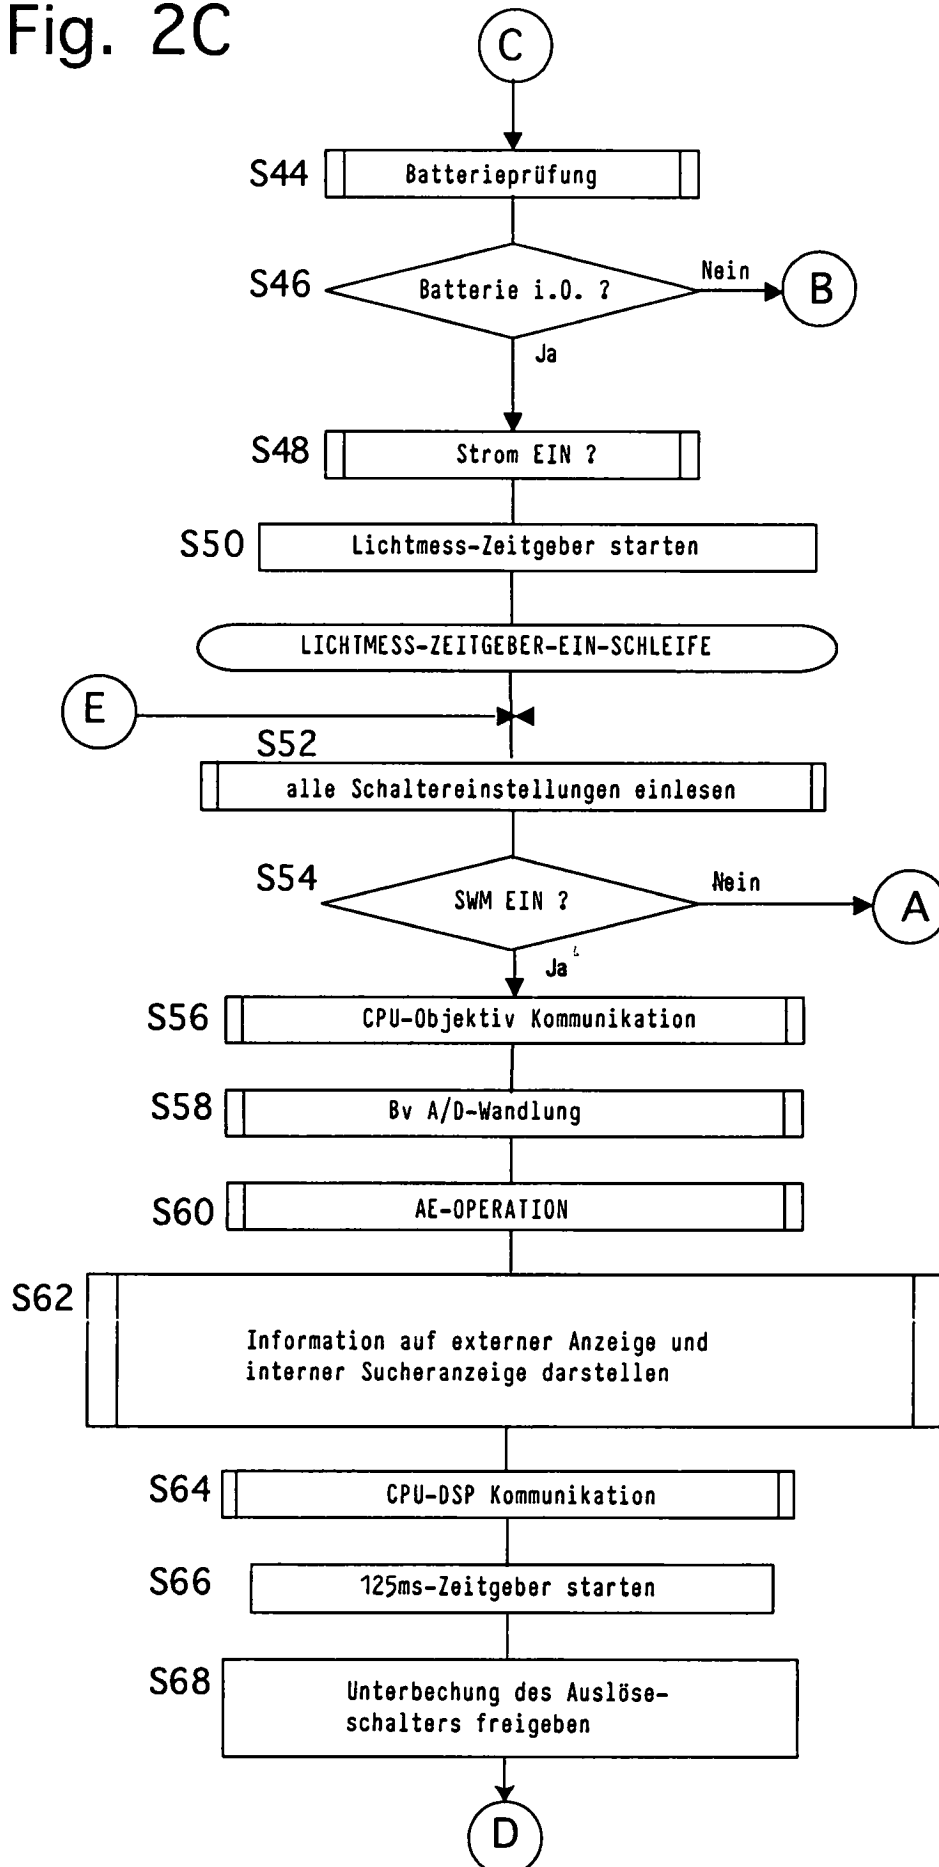 Fig. 2C
C
S44
Batterieprüfung
S46
Batterie i.O. ?
Nein
B
Ja
S48
Strom EIN ?
S50
Lichtmess-Zeitgeber starten
LICHTMESS-ZEITGEBER-EIN-SCHLEIFE
E
S52
alle Schaltereinstellungen einlesen
S54
SWM EIN ?
Nein
A
Ja
S56
CPU-Objektiv Kommunikation
S58
Bv A/D-Wandlung
S60
AE-OPERATION
S62
Information auf externer Anzeige und
interner Sucheranzeige darstellen
S64
CPU-DSP Kommunikation
S66
125ms-Zeitgeber starten
S68
Unterbechung des Auslöse-
schalters freigeben
D